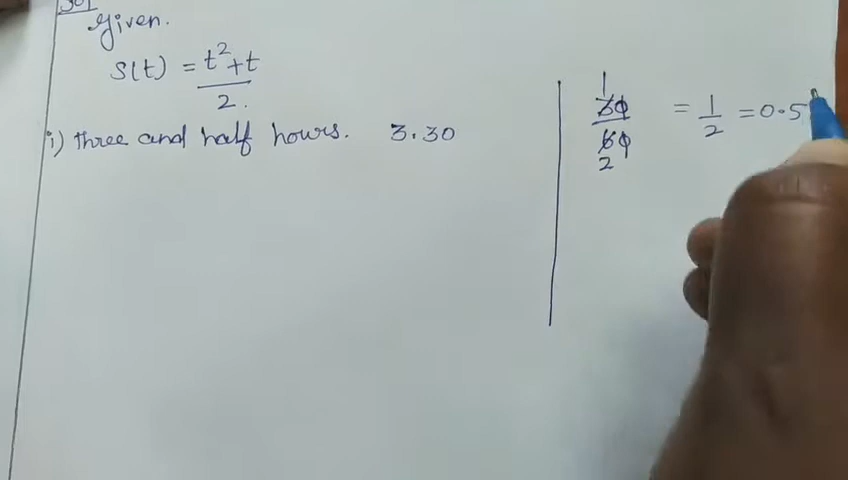 Sol
Given.
S(t) = t²+t / 2.
i) three and half hours. 3.30
1
30 / 60 = 1/2 = 0.5
2